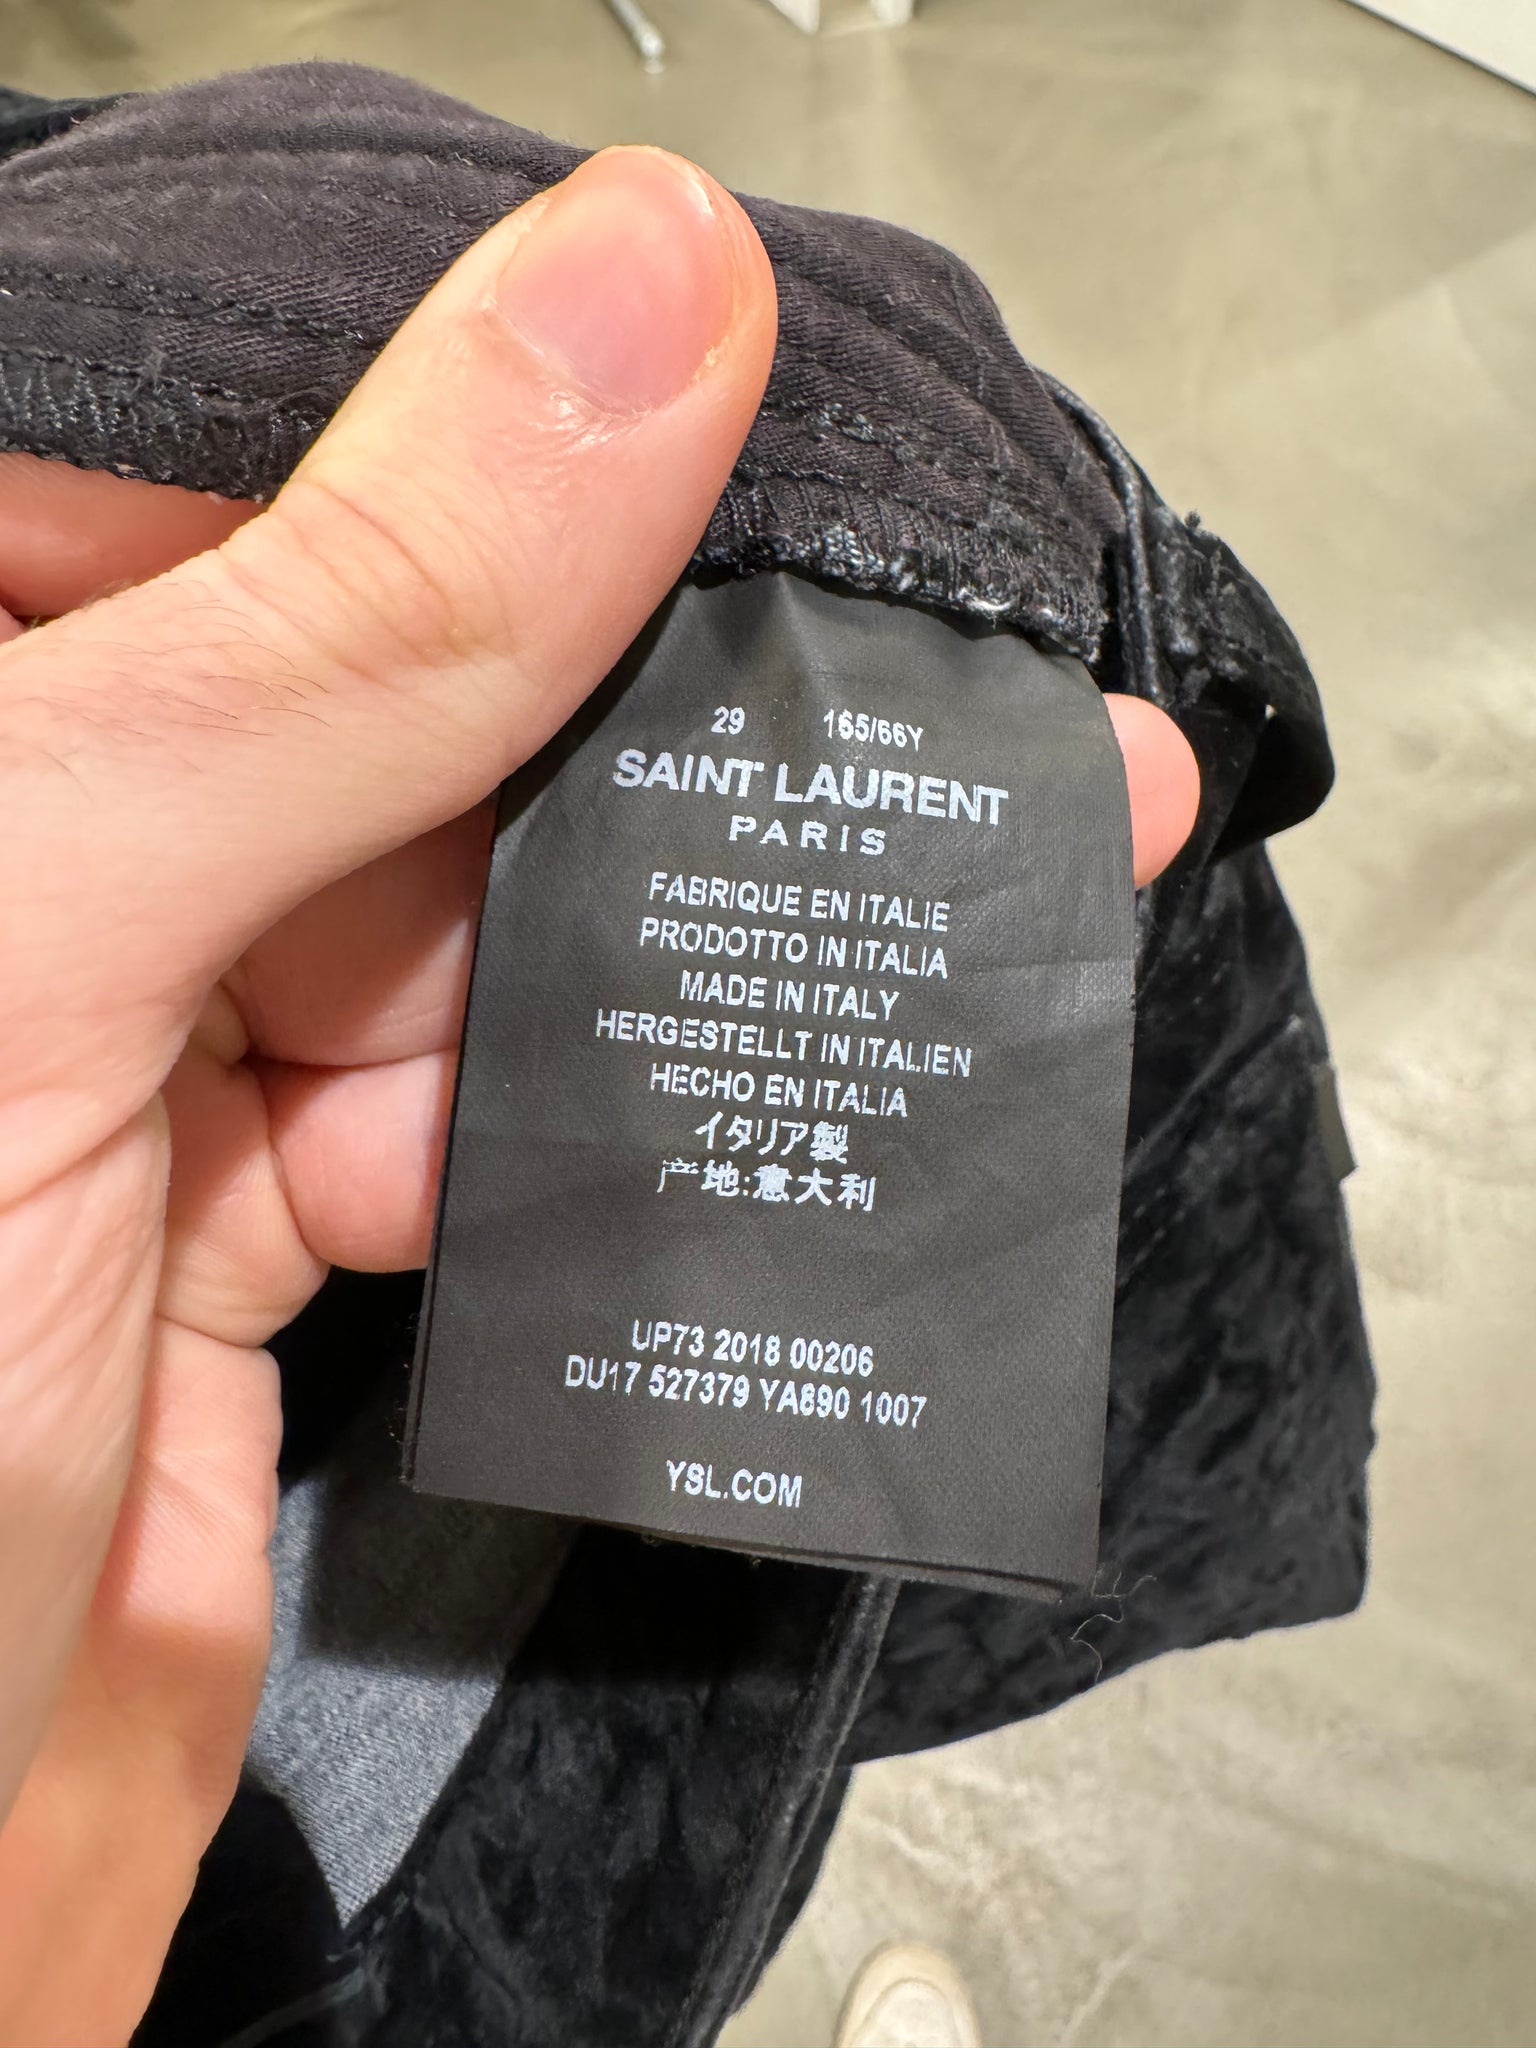 29 165/66Y
SAINT LAURENT
PARIS
FABRIQUE EN ITALIE
PRODOTTO IN ITALIA
MADE IN ITALY
HERGESTELLT IN ITALIEN
HECHO EN ITALIA
イタリア製
产地:意大利
UP73 2018 00206
DU17 527379 YA890 1007
YSL.COM